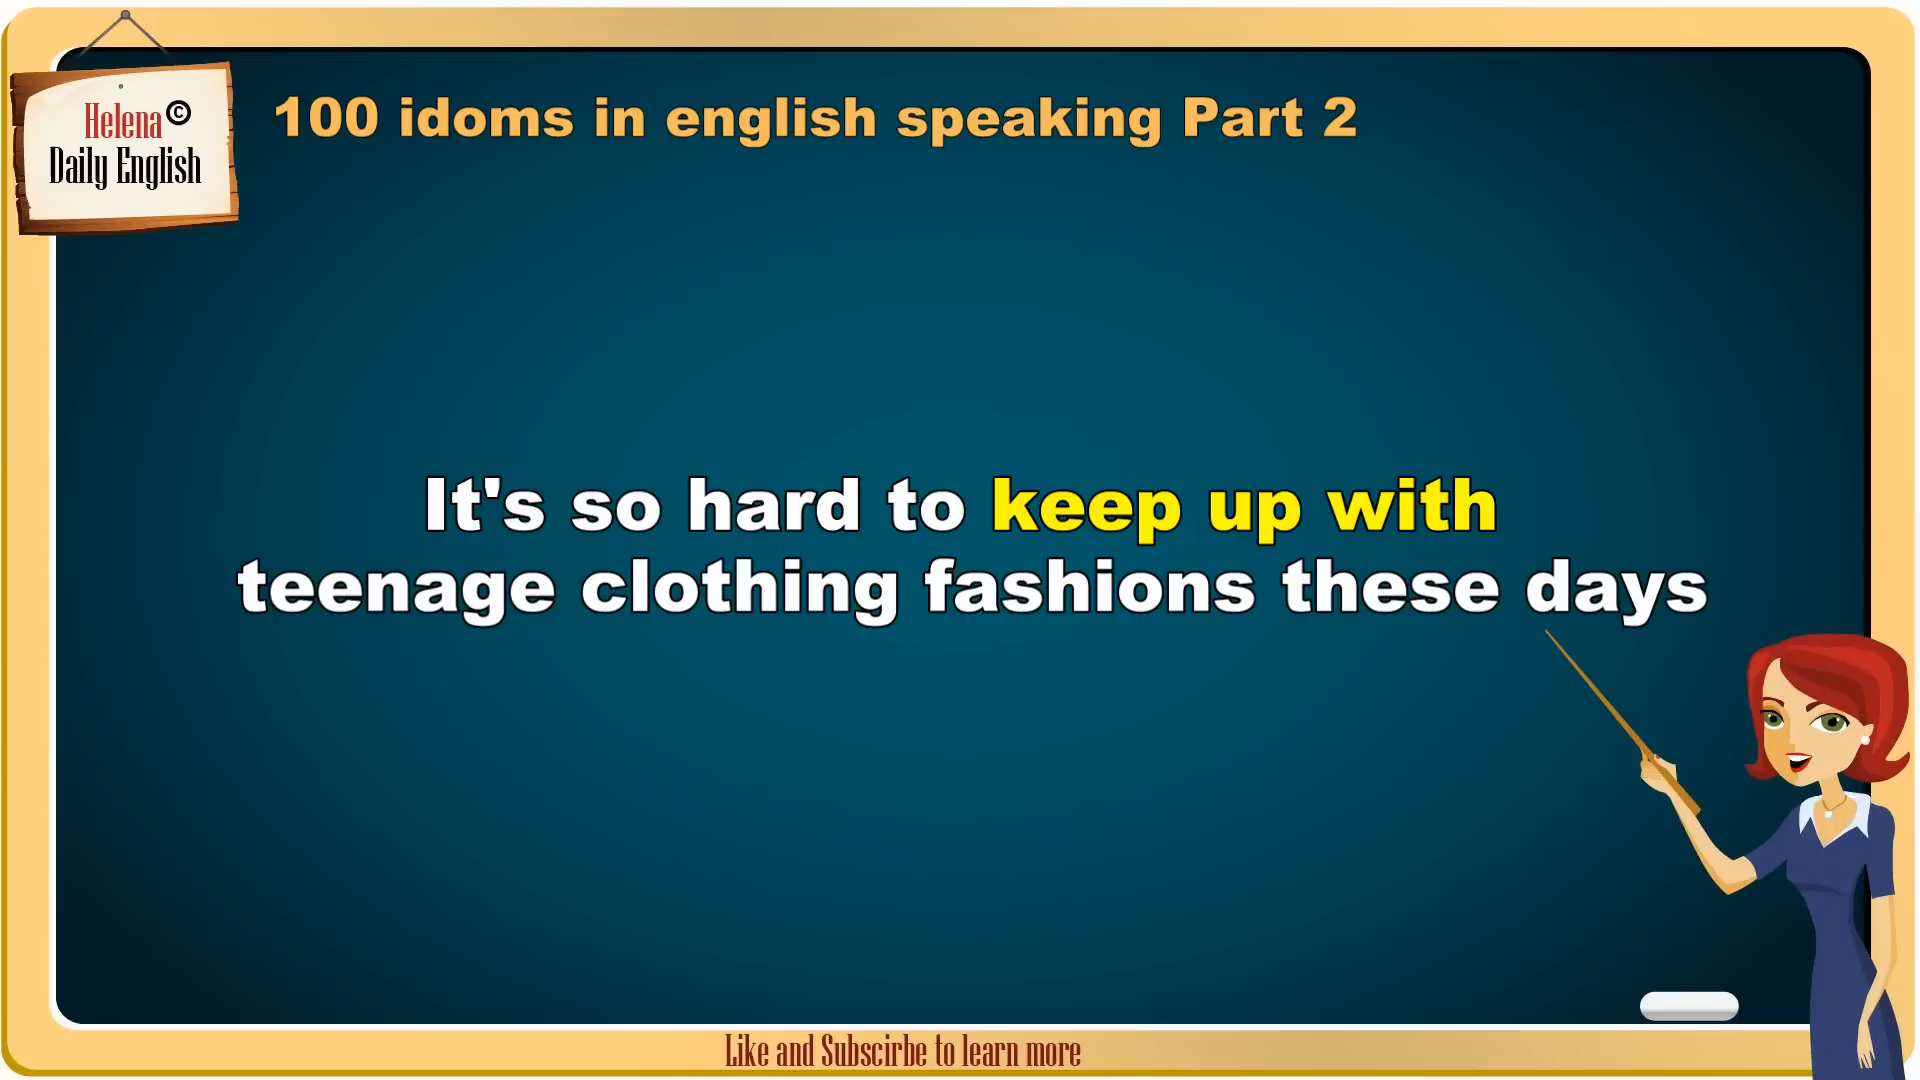 Helena ©
Daily English
100 idoms in english speaking Part 2
It's so hard to keep up with
teenage clothing fashions these days
Like and Subscirbe to learn more